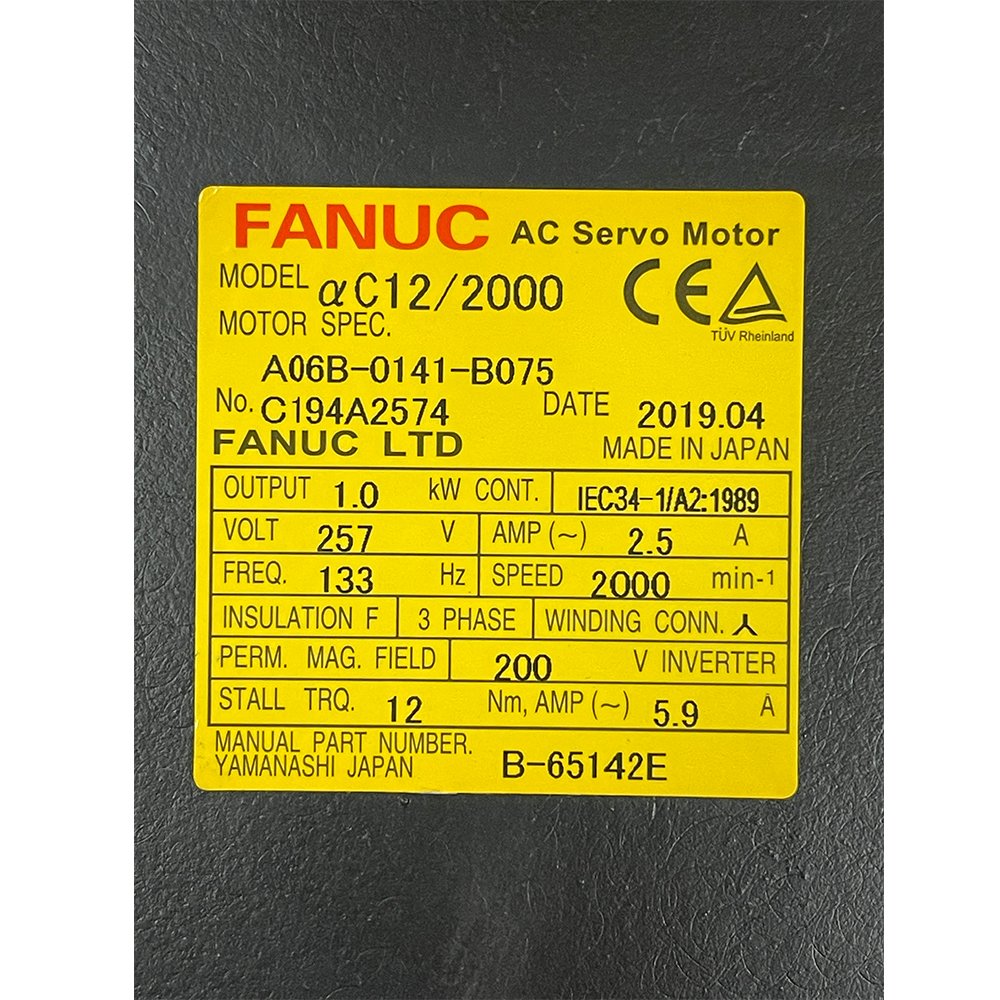 FANUC AC Servo Motor
MODEL αC12/2000
CE
TÜV Rheinland
MOTOR SPEC.
A06B-0141-B075
No. C194A2574 DATE 2019.04
FANUC LTD MADE IN JAPAN
OUTPUT 1.0 kW CONT. IEC34-1/A2:1989
VOLT 257 V AMP (~) 2.5 A
FREQ. 133 Hz SPEED 2000 min-1
INSULATION F 3 PHASE WINDING CONN.
PERM. MAG. FIELD 200 V INVERTER
STALL TRQ. 12 Nm, AMP (~) 5.9 A
MANUAL PART NUMBER.
YAMANASHI JAPAN B-65142E